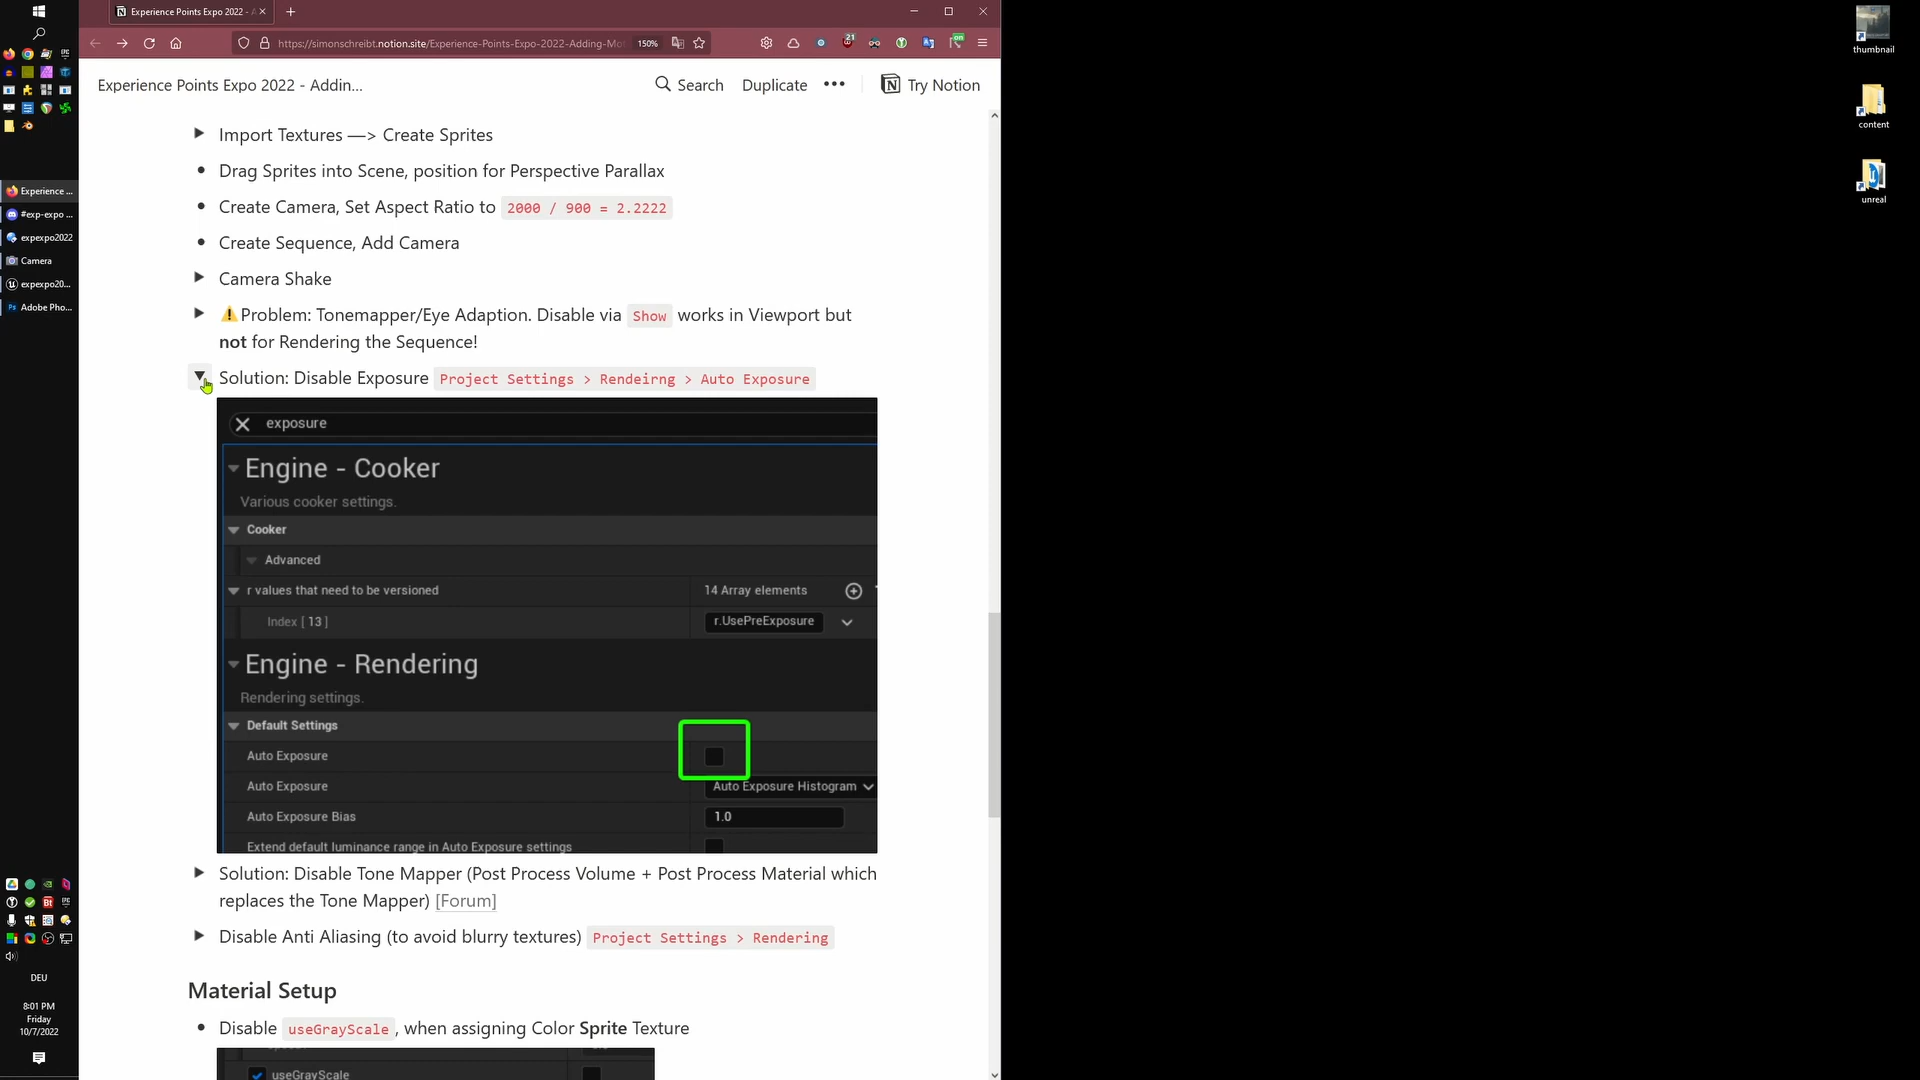 Experience Points Expo 2022 - A
https://simonschreibt.notion.site/Experience-Points-Expo-2022-Adding-Mo
150%
21
on
Experience Points Expo 2022 - Addin...
Search
Duplicate
Try Notion
Import Textures —> Create Sprites
Drag Sprites into Scene, position for Perspective Parallax
Create Camera, Set Aspect Ratio to 2000 / 900 = 2.2222
Create Sequence, Add Camera
Camera Shake
⚠️Problem: Tonemapper/Eye Adaption. Disable via Show works in Viewport but
not for Rendering the Sequence!
Solution: Disable Exposure Project Settings > Rendeirng > Auto Exposure
exposure
Engine - Cooker
Various cooker settings.
Cooker
Advanced
r values that need to be versioned
14 Array elements
Index [ 13 ]
r.UsePreExposure
Engine - Rendering
Rendering settings.
Default Settings
Auto Exposure
Auto Exposure
Auto Exposure Histogram
Auto Exposure Bias
1.0
Extend default luminance range in Auto Exposure settings
Solution: Disable Tone Mapper (Post Process Volume + Post Process Material which
replaces the Tone Mapper) [Forum]
Disable Anti Aliasing (to avoid blurry textures) Project Settings > Rendering
Material Setup
Disable useGrayScale, when assigning Color Sprite Texture
useGrayScale
Experience ...
#exp-expo ...
expexpo2022
Camera
expexpo20...
Adobe Pho...
DEU
8:01 PM
Friday
10/7/2022
thumbnail
content
unreal